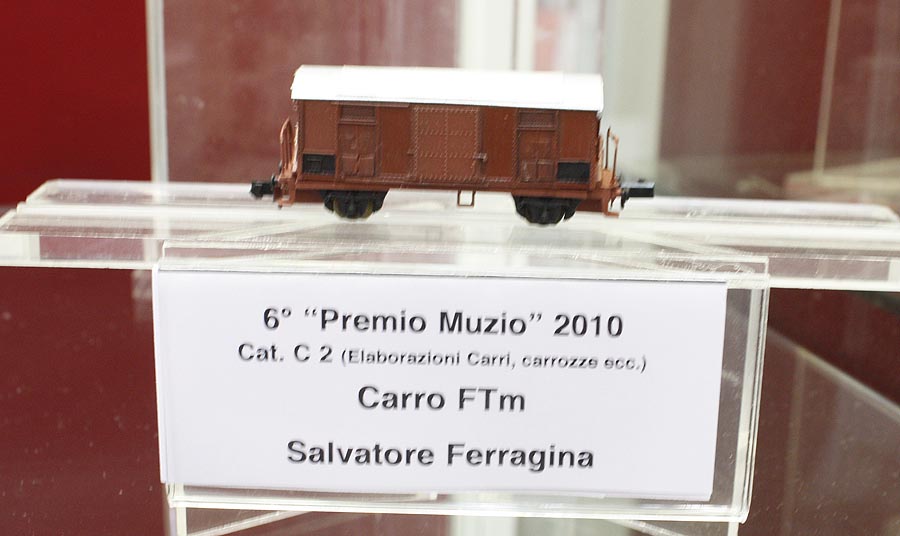 6° “Premio Muzio” 2010
Cat. C 2 (Elaborazioni Carri, carrozze ecc.)
Carro FTm
Salvatore Ferragina